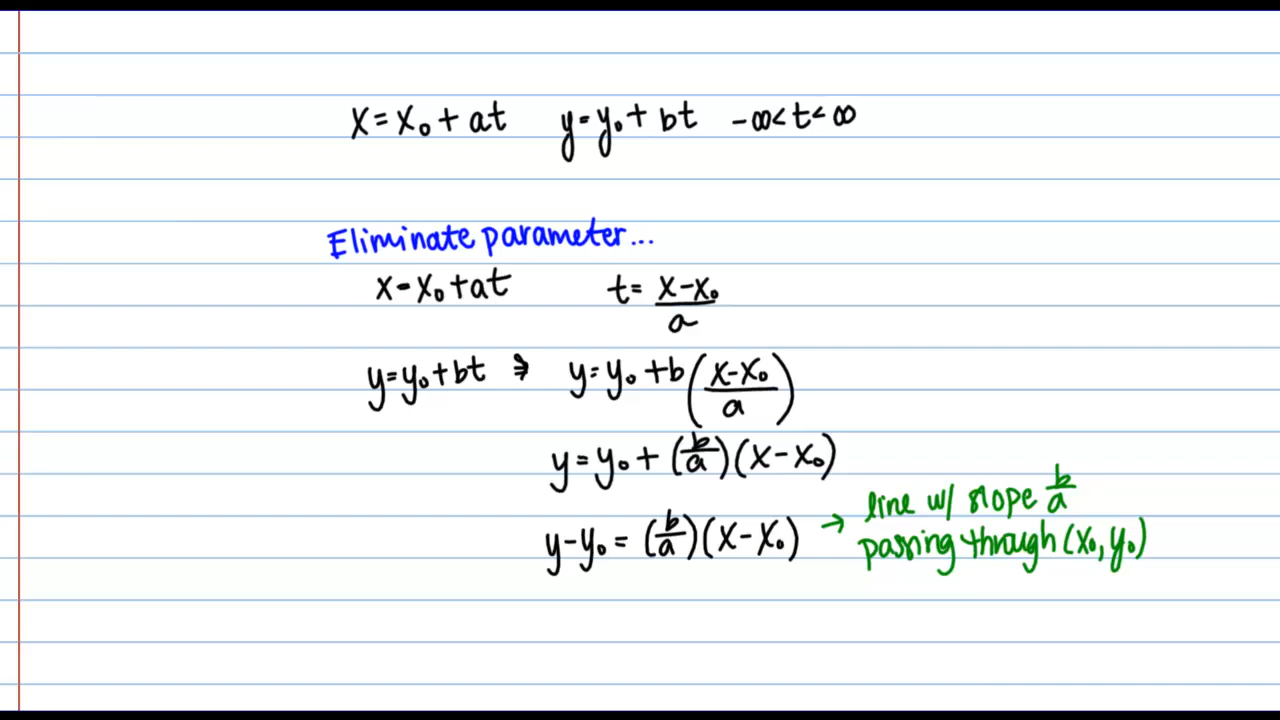 x = x₀ + at   y = y₀ + bt   -∞ < t < ∞
Eliminate parameter...
x - x₀ + at   t = (x - x₀)/a
y = y₀ + bt ⇒ y = y₀ + b((x - x₀)/a)
y = y₀ + (b/a)(x - x₀)
y - y₀ = (b/a)(x - x₀) → line w/ slope b/a
passing through (x₀, y₀)